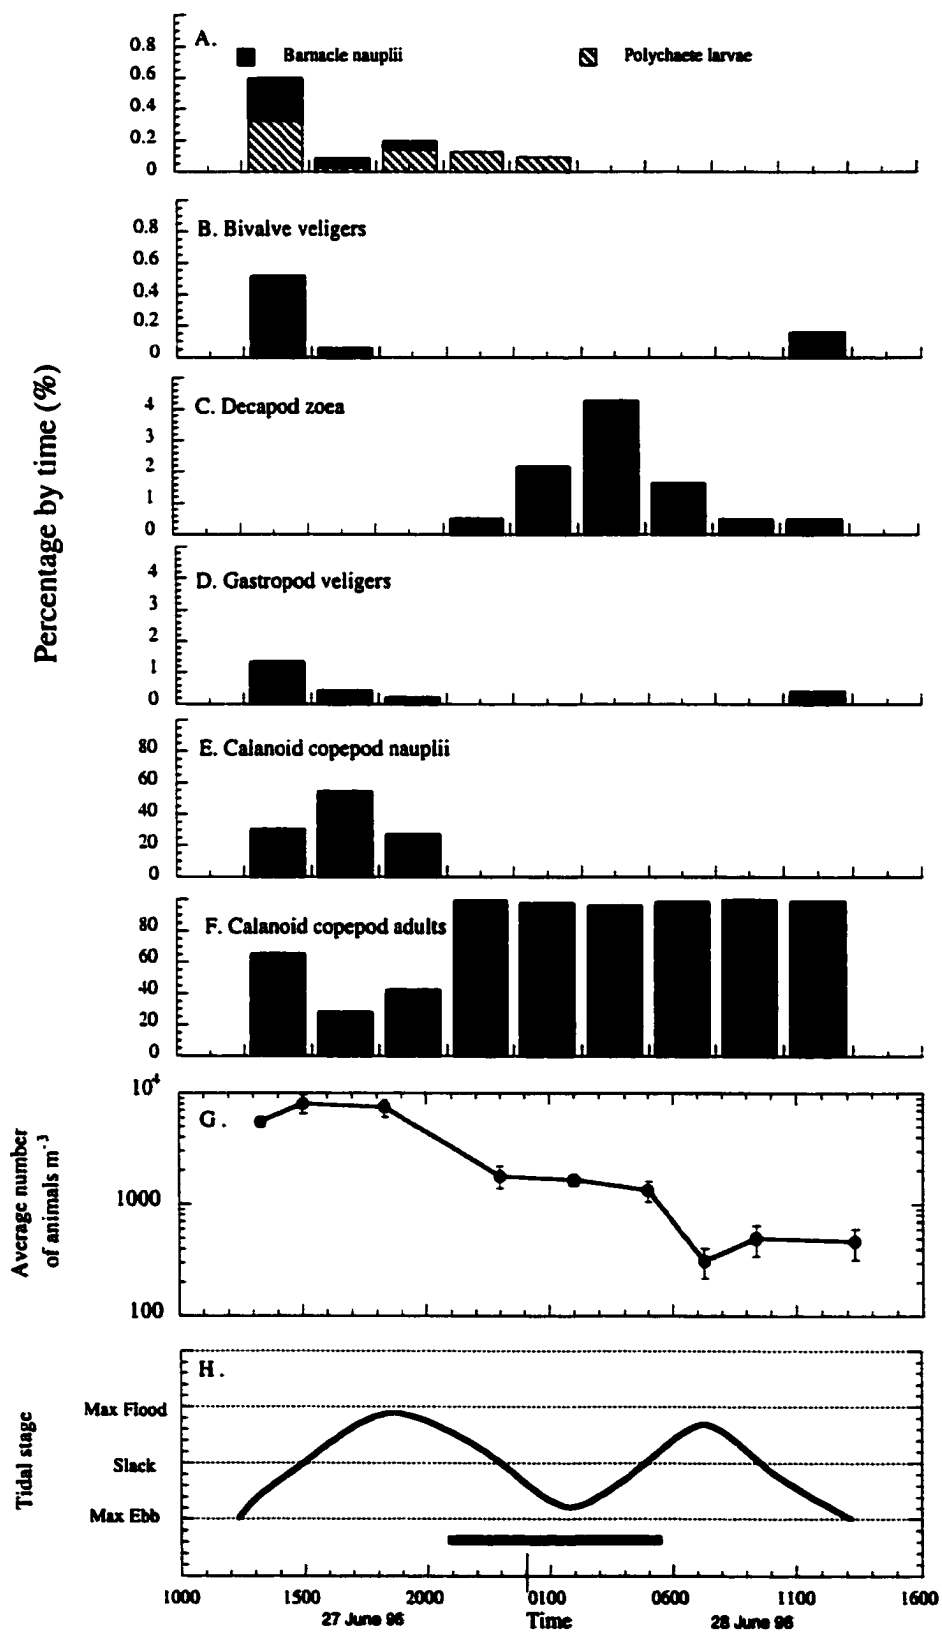 A.
Barnacle nauplii
Polychaete larvae
0.8
0.6
0.4
0.2
0
B. Bivalve veligers
0.8
0.6
0.4
0.2
0
C. Decapod zoea
4
3
2
1
0
D. Gastropod veligers
4
3
2
1
0
E. Calanoid copepod nauplii
80
60
40
20
0
F. Calanoid copepod adults
80
60
40
20
0
Percentage by time (%)
G.
10⁴
1000
100
Average number
of animals m⁻³
H.
Max Flood
Slack
Max Ebb
Tidal stage
1000 1500 2000 0100 0600 1100 1600
27 June 96 Time 28 June 96